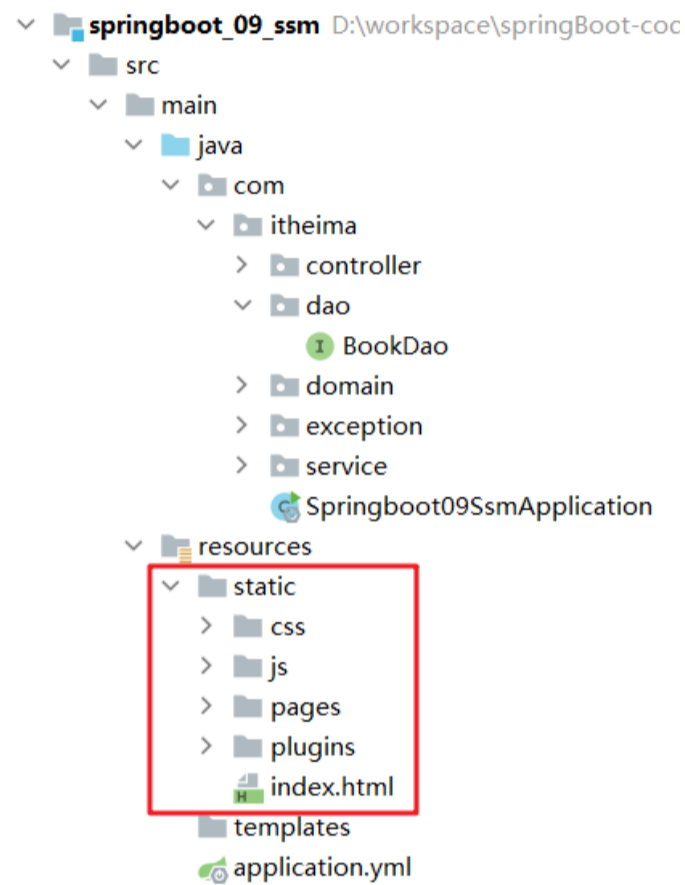 springboot_09_ssm D:\workspace\springBoot-coc
src
main
java
com
itheima
controller
dao
I BookDao
domain
exception
service
C Springboot09SsmApplication
resources
static
css
js
pages
plugins
H index.html
templates
application.yml